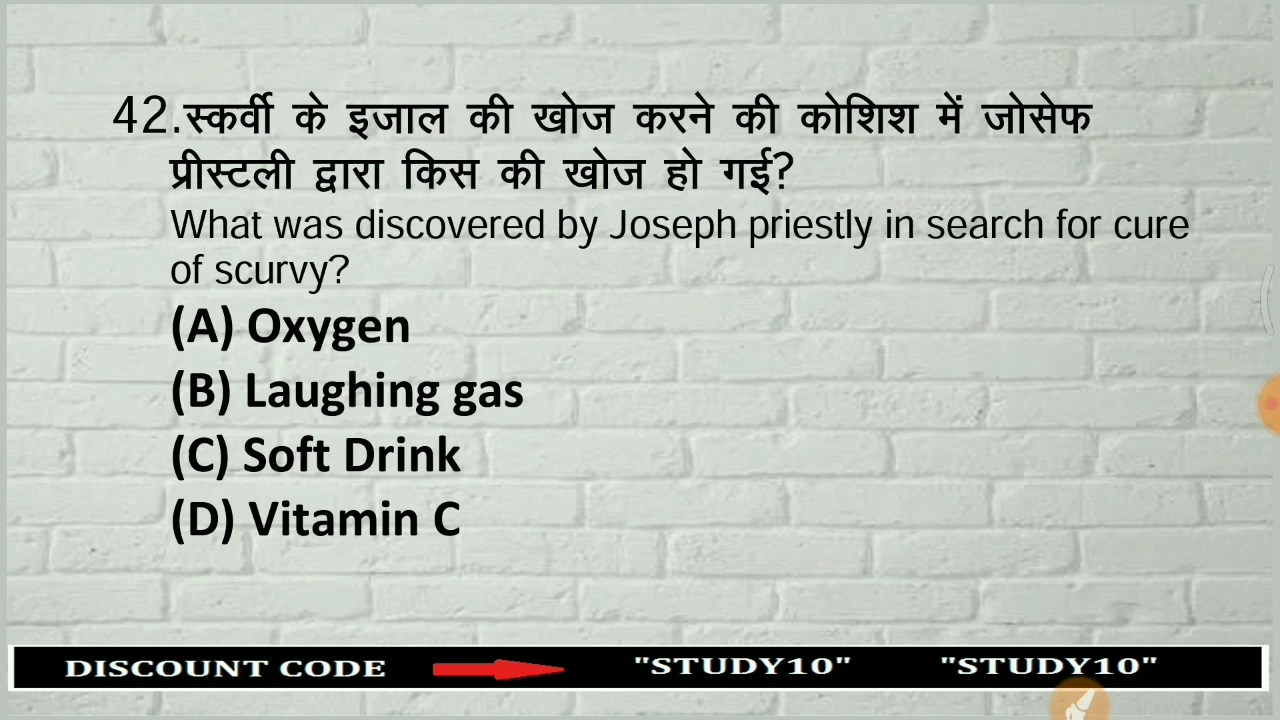 42.स्कर्वी के इजाल की खोज करने की कोशिश में जोसेफ
प्रीस्टली द्वारा किस की खोज हो गई?
What was discovered by Joseph priestly in search for cure
of scurvy?
(A) Oxygen
(B) Laughing gas
(C) Soft Drink
(D) Vitamin C
DISCOUNT CODE "STUDY10" "STUDY10"